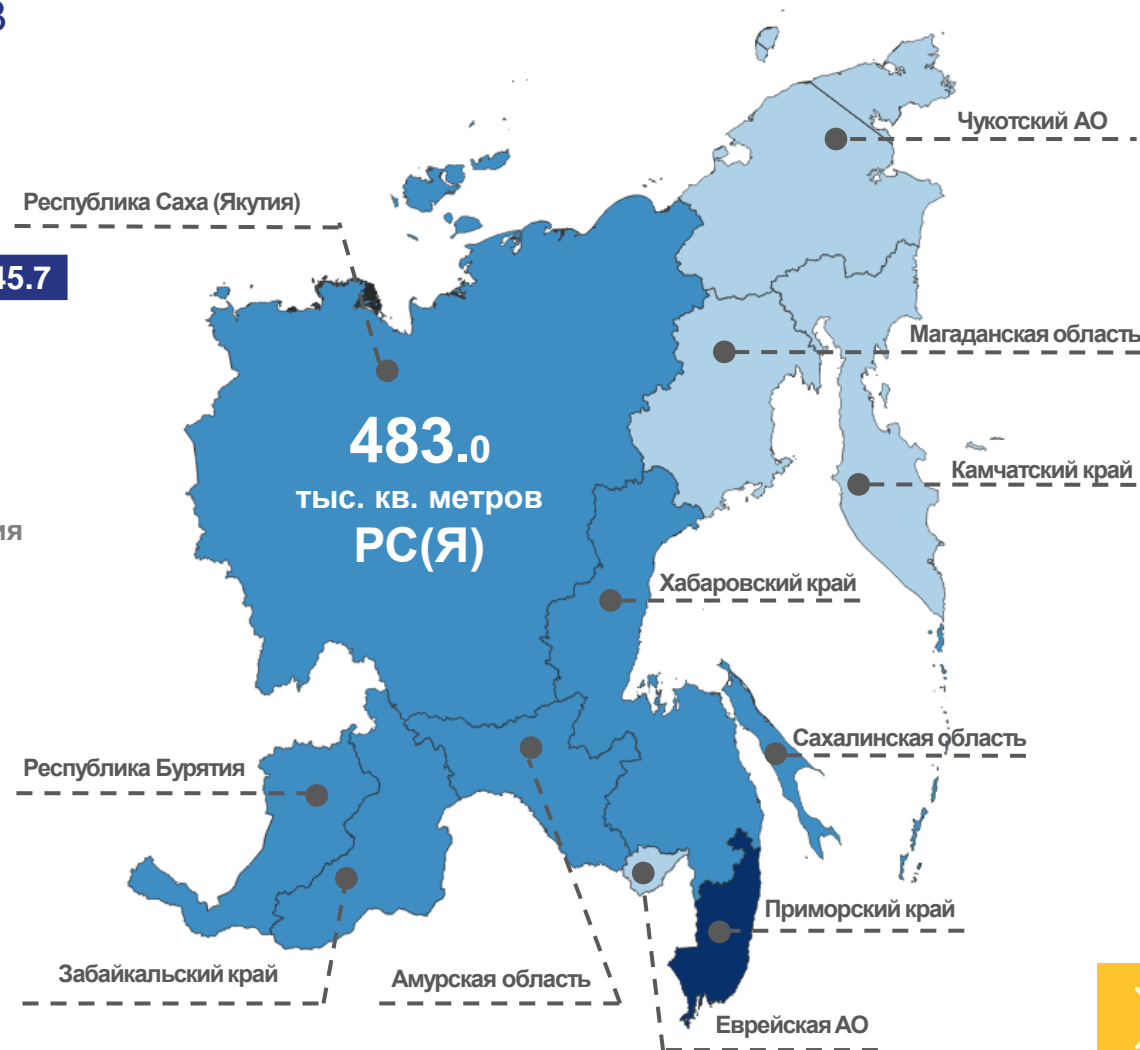 Чукотский АО
Республика Саха (Якутия)
45.7
Магаданская область
483.0
тыс. кв. метров
РС(Я)
Камчатский край
Хабаровский край
Сахалинская область
Республика Бурятия
Приморский край
Забайкальский край
Амурская область
Еврейская АО